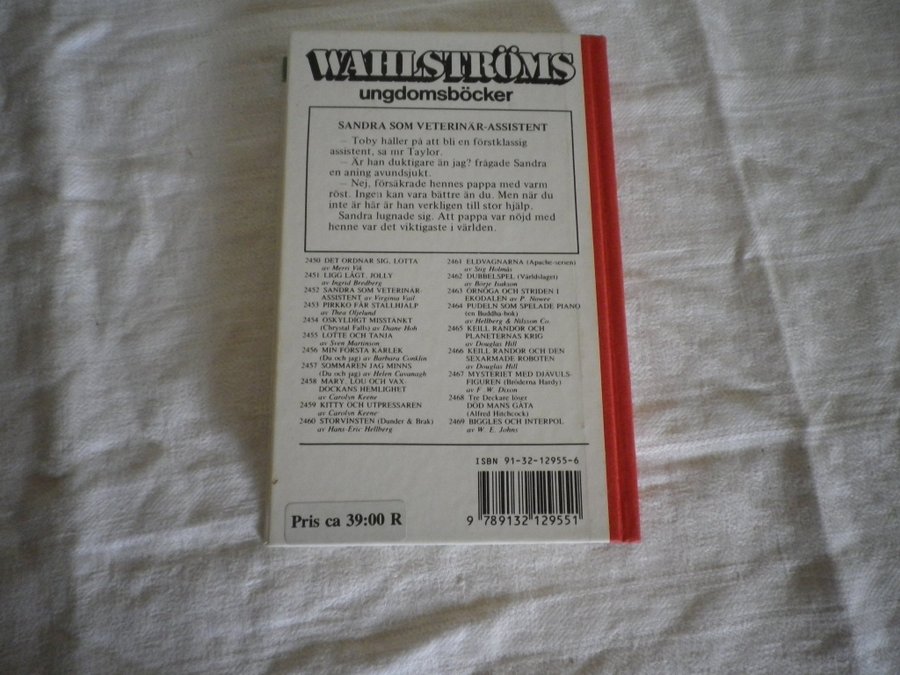 WAHLSTRÖMS
ungdomsböcker
SANDRA SOM VETERINÄR-ASSISTENT
– Toby håller på att bli en förstklassig
assistent, sa mr Taylor.
– Är han duktigare än jag? frågade Sandra
en aning avundsjukt.
– Nej, försäkrade hennes pappa med varm
röst. Ingen kan vara bättre än du. Men när du
inte är här är han verkligen till stor hjälp.
Sandra lugnade sig. Att pappa var nöjd med
henne var det viktigaste i världen.
2450 DET ORDNAR SIG, LOTTA
av Merri Vik
2451 LIGG LÅGT, JOLLY
av Ingrid Bredberg
2452 SANDRA SOM VETERINÄR-
ASSISTENT av Virginia Vail
2453 PIRKKO FÅR STALLHJÄLP
av Thea Oljelund
2454 OSKYLDIGT MISSTÄNKT
(Chrystal Falls) av Diane Hoh
2455 LOTTE OCH TANJA
av Sven Martinson
2456 MIN FÖRSTA KÄRLEK
(Du och jag) av Barbara Conklin
2457 SOMMAREN JAG MINNS
(Du och jag) av Helen Cavanagh
2458 MARY, LOU OCH VAX-
DOCKANS HEMLIGHET
av Carolyn Keene
2459 KITTY OCH UTPRESSAREN
av Carolyn Keene
2460 STORVINSTEN (Dunder & Brak)
av Hans-Eric Hellberg
2461 ELDVAGNARNA (Apache-serien)
av Stig Holmås
2462 DUBBELSPEL (Världslaget)
av Börje Isakson
2463 ÖRNÖGA OCH STRIDEN I
EKODALEN av P. Nowee
2464 PUDELN SOM SPELADE PIANO
(en Buddha-bok)
av Hellberg & Nilsson Co.
2465 KEILL RANDOR OCH
PLANETERNAS KRIG
av Douglas Hill
2466 KEILL RANDOR OCH DEN
SEXARMADE ROBOTEN
av Douglas Hill
2467 MYSTERIET MED DJÄVULS-
FIGUREN (Bröderna Hardy)
av F. W. Dixon
2468 Tre Deckare löser
DÖD MANS GÅTA
(Alfred Hitchcock)
2469 BIGGLES OCH INTERPOL
av W. E. Johns
ISBN 91-32-12955-6
9 789132 129551
Pris ca 39:00 R